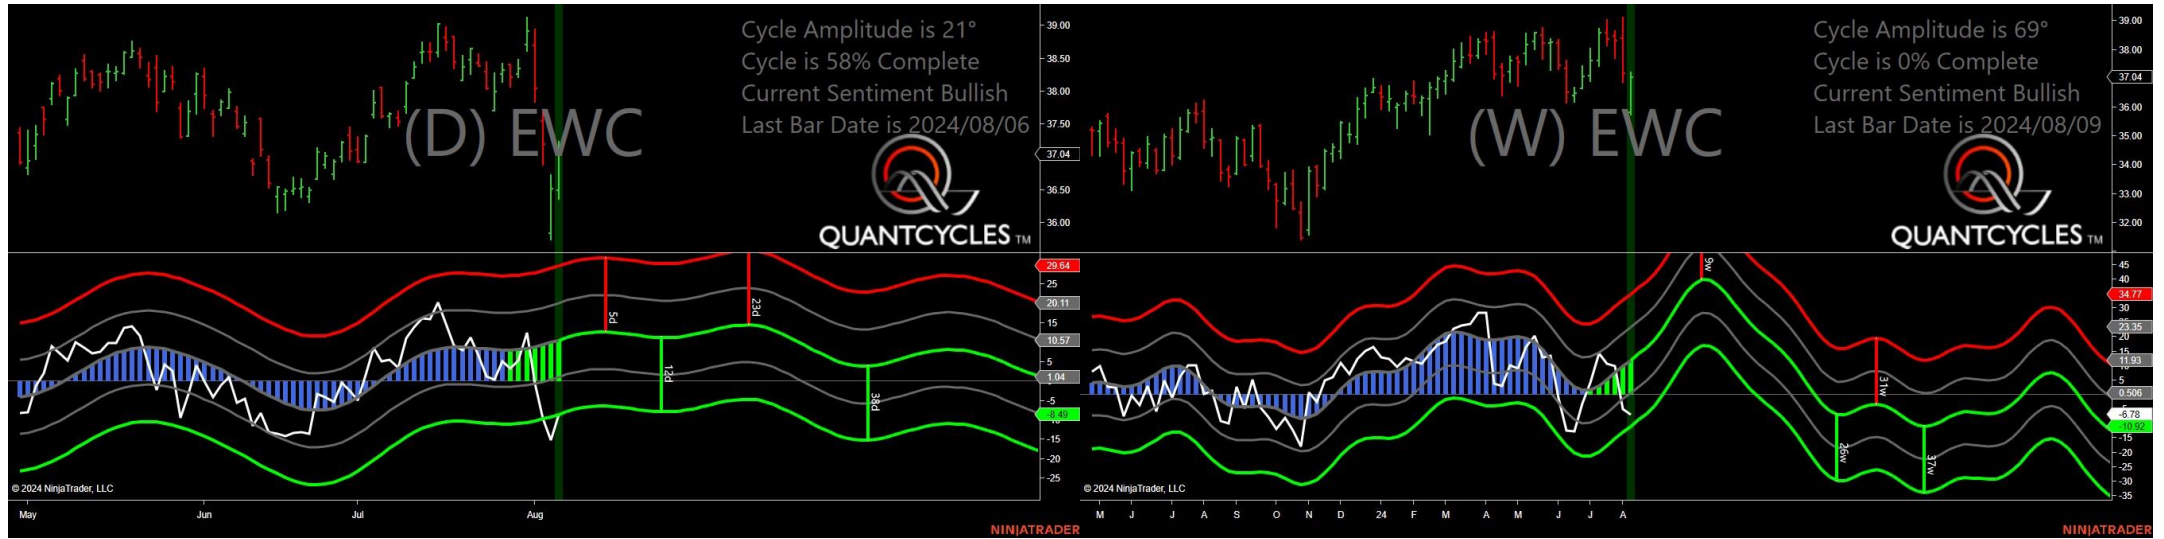 Cycle Amplitude is 21°
Cycle is 58% Complete
Current Sentiment Bullish
Last Bar Date is 2024/08/06
(D) EWC
QUANTCYCLES TM
39.00
38.50
38.00
37.50
37.04
36.50
36.00
29.64
25
20.11
15
10.57
5
1.04
-5
-8.49
-15
-20
-25
5d
12d
23d
38d
© 2024 NinjaTrader, LLC
May Jun Jul Aug
NINJATRADER
Cycle Amplitude is 69°
Cycle is 0% Complete
Current Sentiment Bullish
Last Bar Date is 2024/08/09
(W) EWC
QUANTCYCLES TM
39.00
38.00
37.04
36.00
35.00
34.00
33.00
32.00
45
40
34.77
30
23.35
20
15
11.93
5
0.506
-6.78
-10.92
-15
-20
-25
-30
-35
9w
26w
31w
37w
© 2024 NinjaTrader, LLC
M J J A S O N D 24 F M A M J J A
NINJATRADER